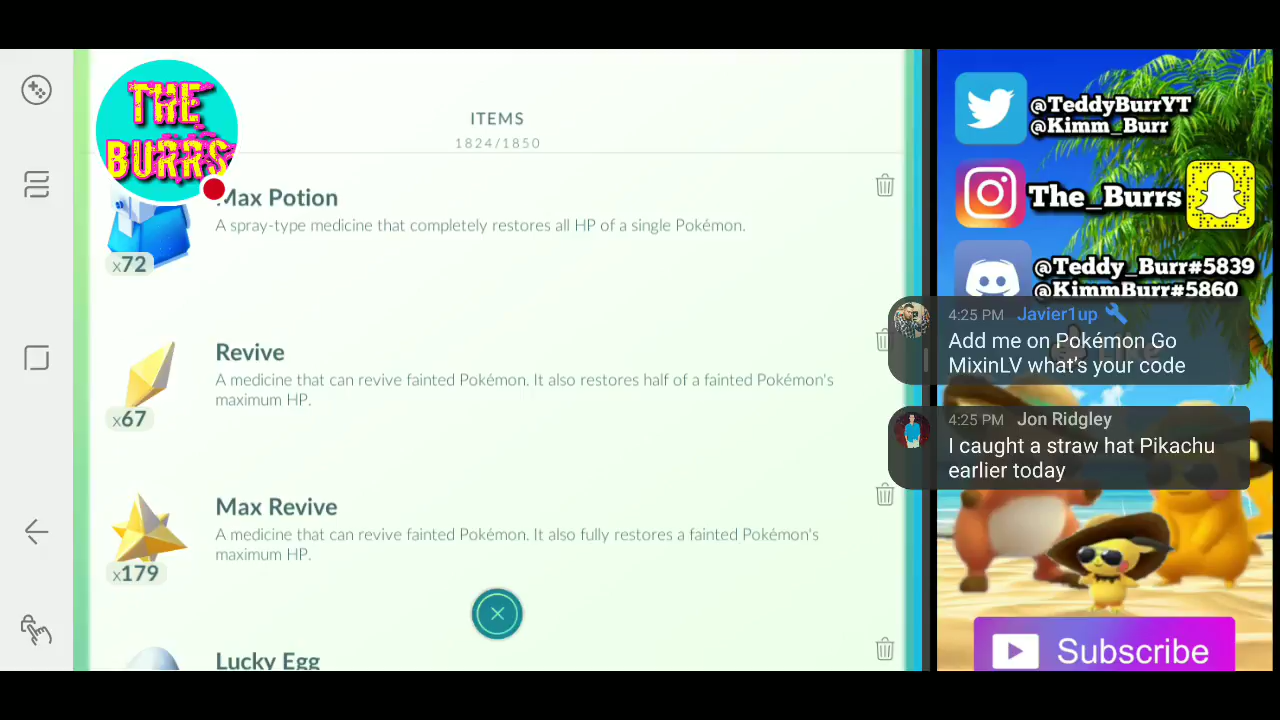 THE
BURRS
ITEMS
1824/1850
Max Potion
A spray-type medicine that completely restores all HP of a single Pokémon.
x72
Revive
A medicine that can revive fainted Pokémon. It also restores half of a fainted Pokémon's
maximum HP.
x67
Max Revive
A medicine that can revive fainted Pokémon. It also fully restores a fainted Pokémon's
maximum HP.
x179
Lucky Egg
@TeddyBurrYT
@Kimm_Burr
The_Burrs
@Teddy_Burr#5839
@KimmBurr#5860
4:25 PM Javier1up
Add me on Pokémon Go
MixinLV what's your code
4:25 PM Jon Ridgley
I caught a straw hat Pikachu
earlier today
Subscribe